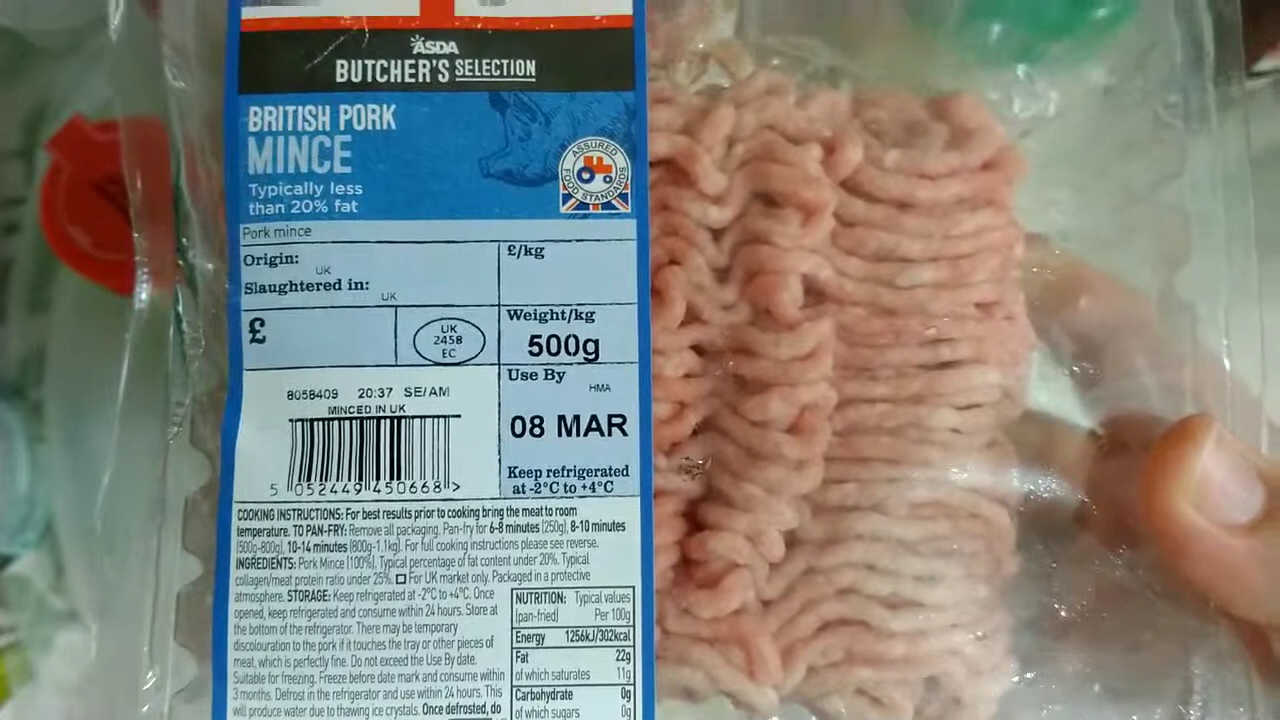 ASDA
BUTCHER'S SELECTION
BRITISH PORK
MINCE
Typically less
than 20% fat
ASSURED
FOOD STANDARDS
Pork mince
Origin:
UK
Slaughtered in:
UK
£/kg
£
UK
2458
EC
Weight/kg
500g
Use By
HMA
08 MAR
Keep refrigerated
at -2°C to +4°C
8058409 20:37 SE/AM
MINCED IN UK
5 052449 450668 >
COOKING INSTRUCTIONS: For best results prior to cooking bring the meat to room
temperature. TO PAN-FRY: Remove all packaging. Pan-fry for 6-8 minutes (250g), 8-10 minutes
(500g-800g), 10-14 minutes (800g-1.1kg). For full cooking instructions please see reverse.
INGREDIENTS: Pork Mince (100%). Typical percentage of fat content under 20%. Typical
collagen/meat protein ratio under 25%. For UK market only. Packaged in a protective
atmosphere. STORAGE: Keep refrigerated at -2°C to +4°C. Once
opened, keep refrigerated and consume within 24 hours. Store at
the bottom of the refrigerator. There may be temporary
discolouration to the pork if it touches the tray or other pieces of
meat, which is perfectly fine. Do not exceed the Use By date.
Suitable for freezing. Freeze before date mark and consume within
3 months. Defrost in the refrigerator and use within 24 hours. This
will produce water due to thawing ice crystals. Once defrosted, do
NUTRITION: Typical values
(pan-fried) Per 100g
Energy 1256kJ/302kcal
Fat 22g
of which saturates 11g
Carbohydrate 0g
of which sugars 0g